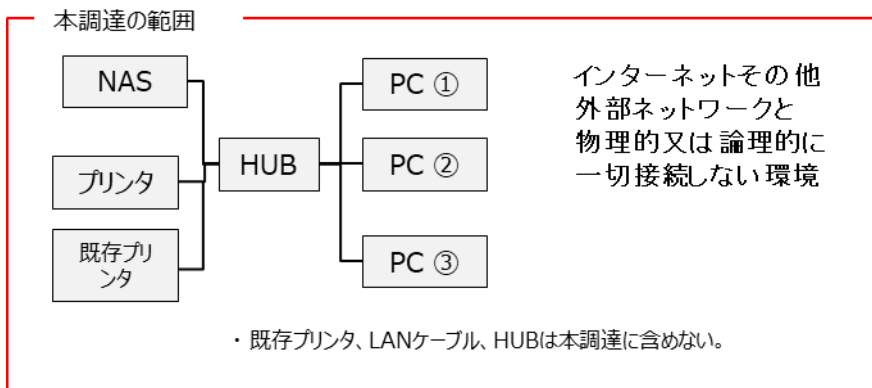 本調達の範囲
NAS
プリンタ
既存プリ
ンタ
HUB
PC ①
PC ②
PC ③
インターネットその他
外部ネットワークと
物理的又は論理的に
一切接続しない環境
・既存プリンタ、LANケーブル、HUBは本調達に含めない。